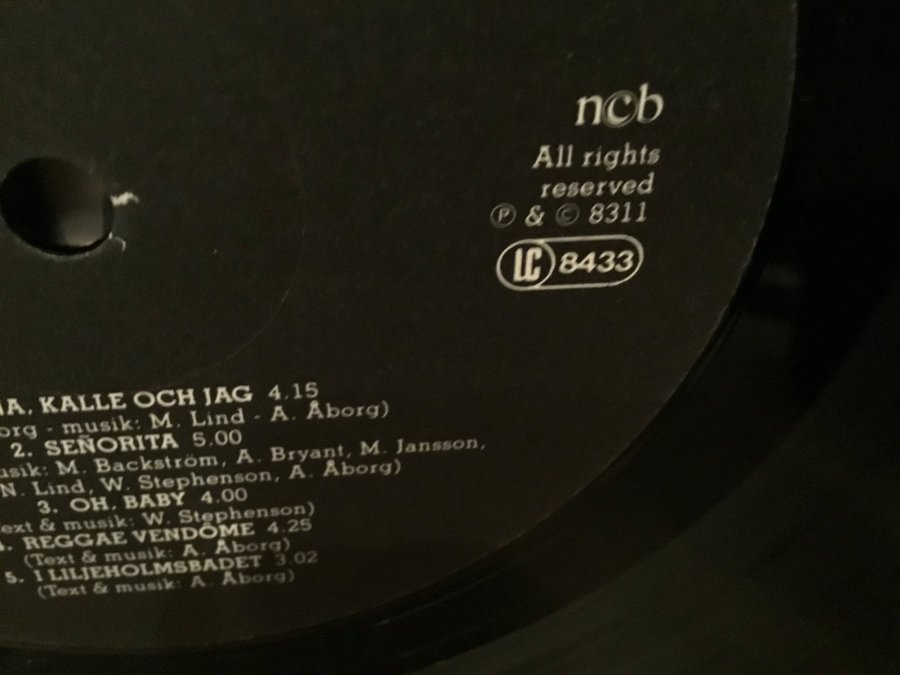 ncb
All rights
reserved
Ⓟ & © 8311
LC 8433
KALLE OCH JAG 4.15
musik: M. Lind - A. Åborg)
2. SEÑORITA 5.00
M. Backström, A. Bryant, M. Jansson,
N. Lind, W. Stephenson, A. Åborg)
3. OH, BABY 4.00
& musik: W. Stephenson)
REGGAE VENDÔME 4.25
(Text & musik: A. Åborg)
5. I LILJEHOLMSBADET 3.02
(Text & musik: A. Åborg)